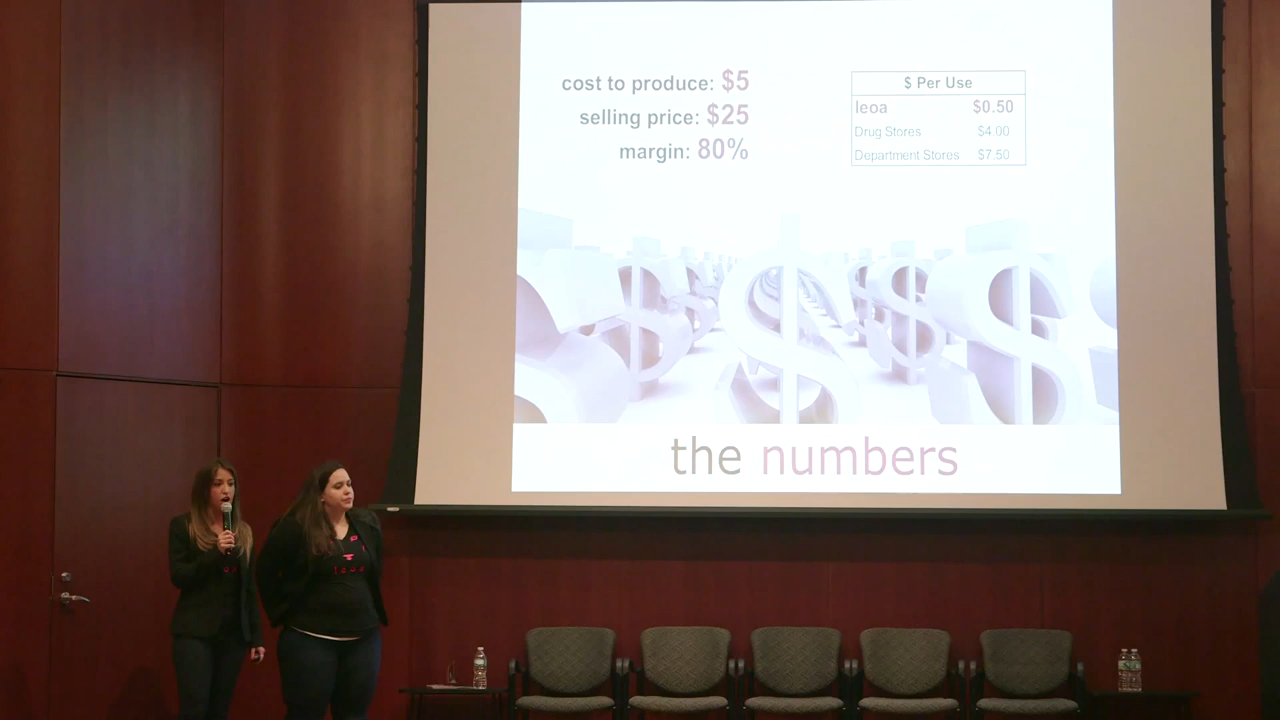 cost to produce: $5
selling price: $25
margin: 80%
$ Per Use
leoa $0.50
Drug Stores $4.00
Department Stores $7.50
the numbers